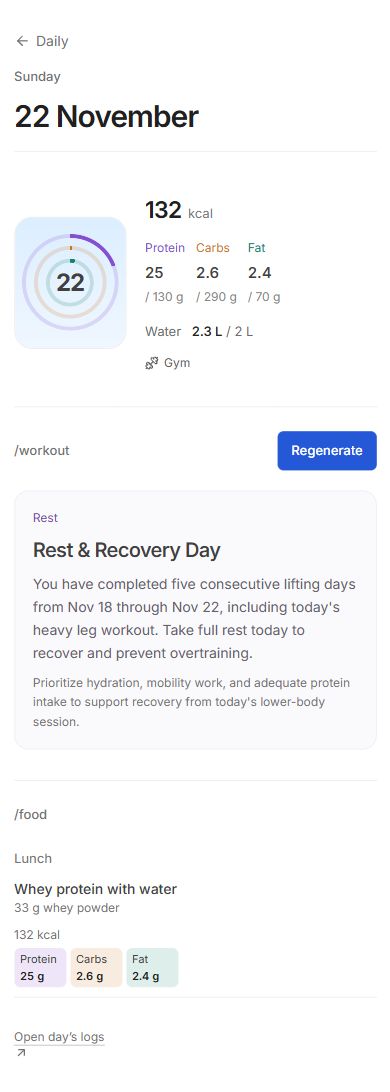 ← Daily
Sunday
22 November
22
132 kcal
Protein Carbs Fat
25 2.6 2.4
/ 130 g / 290 g / 70 g
Water 2.3 L / 2 L
Gym
/workout
Regenerate
Rest
Rest & Recovery Day
You have completed five consecutive lifting days
from Nov 18 through Nov 22, including today's
heavy leg workout. Take full rest today to
recover and prevent overtraining.
Prioritize hydration, mobility work, and adequate protein
intake to support recovery from today's lower-body
session.
/food
Lunch
Whey protein with water
33 g whey powder
132 kcal
Protein Carbs Fat
25 g 2.6 g 2.4 g
Open day's logs
↗